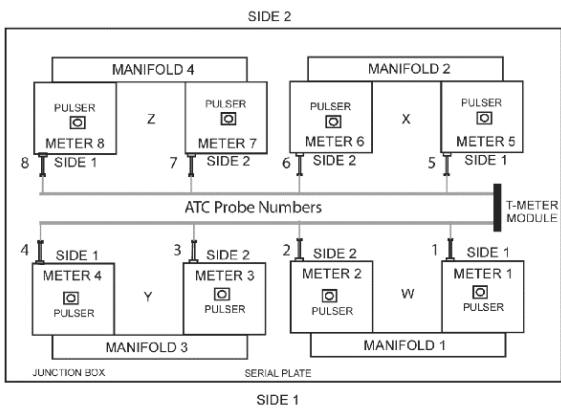 SIDE 2
MANIFOLD 4
MANIFOLD 2
PULSER
Z
PULSER
PULSER
X
PULSER
METER 8
METER 7
METER 6
METER 5
8 SIDE 1
7 SIDE 2
6 SIDE 2
5 SIDE 1
ATC Probe Numbers
T-METER
MODULE
4 SIDE 1
3 SIDE 2
2 SIDE 2
1 SIDE 1
METER 4
METER 3
METER 2
METER 1
Y
W
PULSER
PULSER
PULSER
PULSER
MANIFOLD 3
MANIFOLD 1
JUNCTION BOX
SERIAL PLATE
SIDE 1